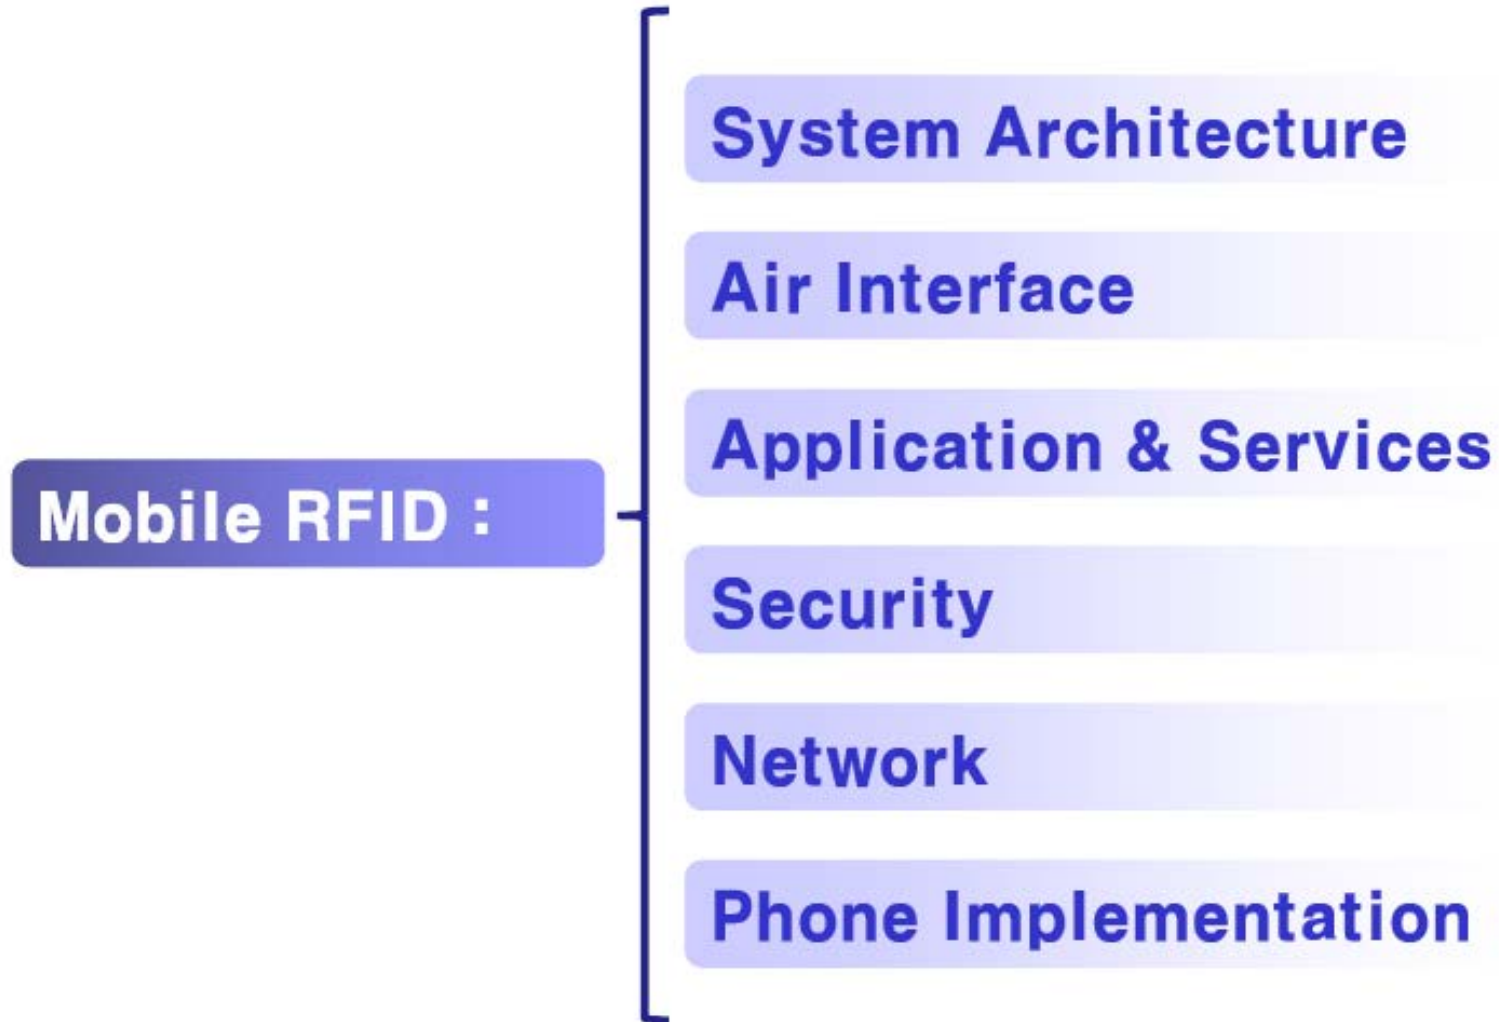 Mobile RFID :
System Architecture
Air Interface
Application & Services
Security
Network
Phone Implementation